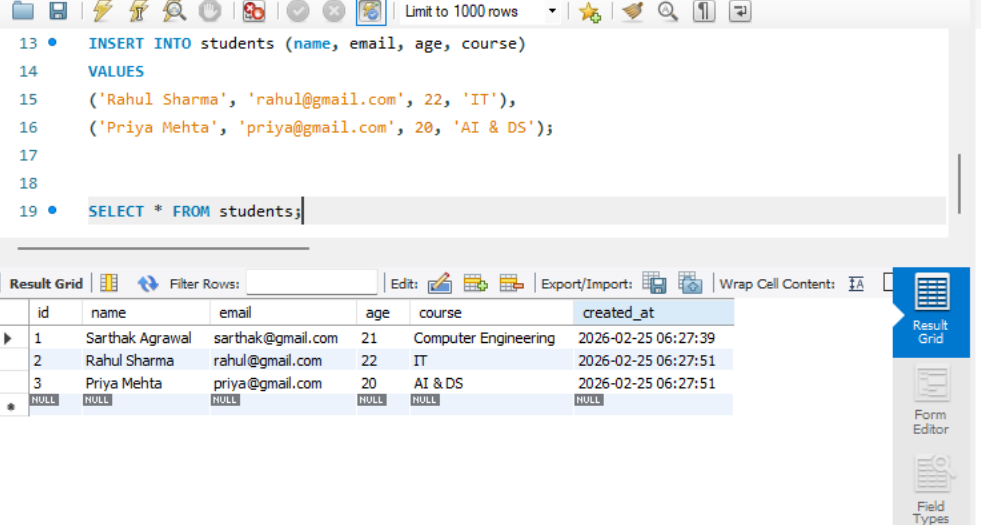 Limit to 1000 rows
13 INSERT INTO students (name, email, age, course)
14 VALUES
15 ('Rahul Sharma', 'rahul@gmail.com', 22, 'IT'),
16 ('Priya Mehta', 'priya@gmail.com', 20, 'AI & DS');
17
18
19 SELECT * FROM students;
Result Grid Filter Rows: Edit: Export/Import: Wrap Cell Content: IA
id name email age course created_at
1 Sarthak Agrawal sarthak@gmail.com 21 Computer Engineering 2026-02-25 06:27:39
2 Rahul Sharma rahul@gmail.com 22 IT 2026-02-25 06:27:51
3 Priya Mehta priya@gmail.com 20 AI & DS 2026-02-25 06:27:51
NULL NULL NULL NULL NULL NULL
Result
Grid
Form
Editor
Field
Types